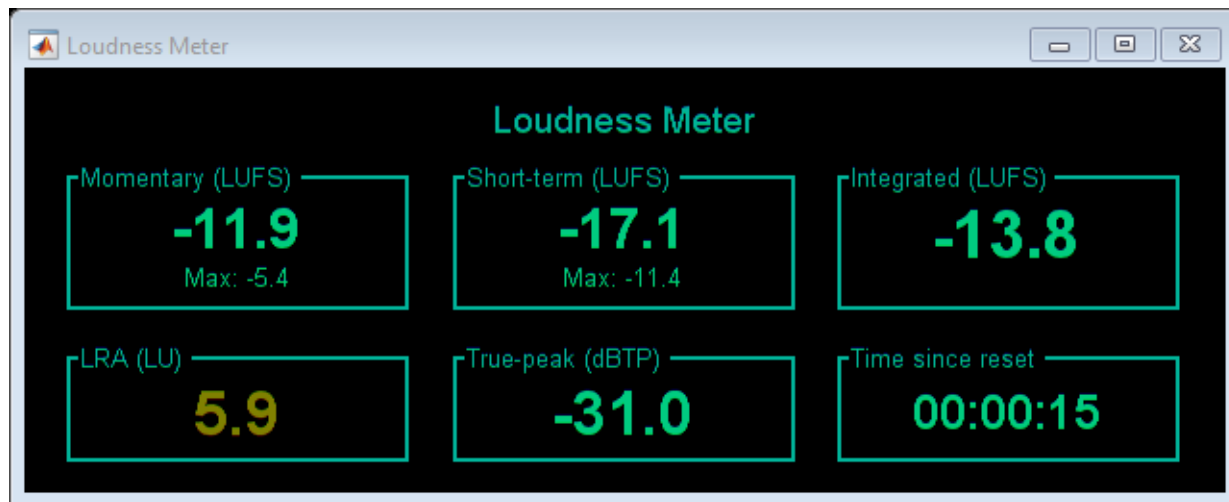 Loudness Meter
Loudness Meter
Momentary (LUFS)
-11.9
Max: -5.4
Short-term (LUFS)
-17.1
Max: -11.4
Integrated (LUFS)
-13.8
LRA (LU)
5.9
True-peak (dBTP)
-31.0
Time since reset
00:00:15